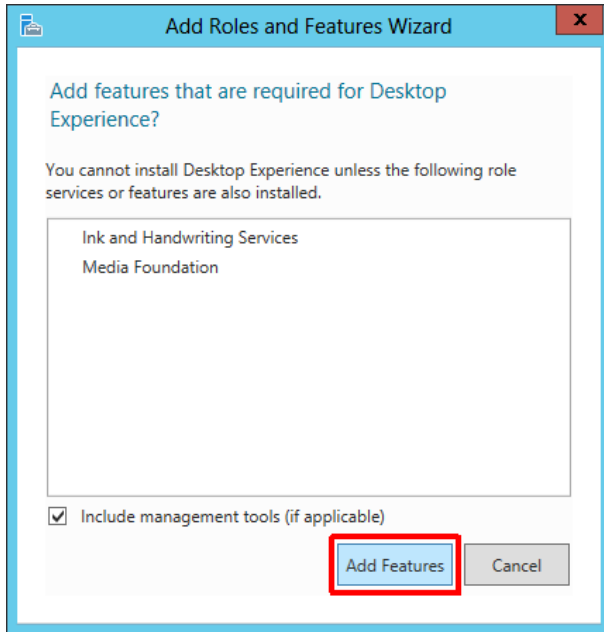 Add Roles and Features Wizard
x
Add features that are required for Desktop
Experience?
You cannot install Desktop Experience unless the following role
services or features are also installed.
Ink and Handwriting Services
Media Foundation
Include management tools (if applicable)
Add Features
Cancel